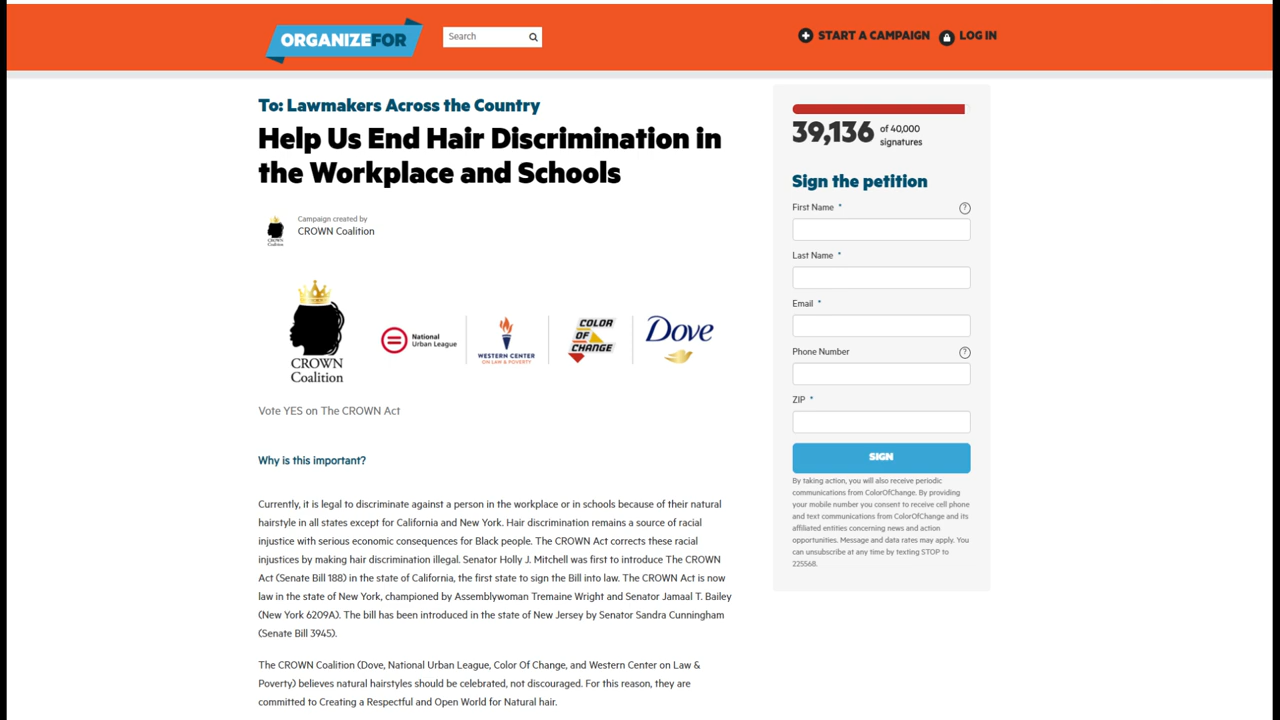 ORGANIZEFOR
Search
START A CAMPAIGN
LOG IN
To: Lawmakers Across the Country
Help Us End Hair Discrimination in
the Workplace and Schools
CROWN
Coalition
Campaign created by
CROWN Coalition
CROWN
Coalition
National
Urban League
WESTERN CENTER
ON LAW & POVERTY
COLOR
OF
CHANGE
Dove
Vote YES on The CROWN Act
Why is this important?
Currently, it is legal to discriminate against a person in the workplace or in schools because of their natural
hairstyle in all states except for California and New York. Hair discrimination remains a source of racial
injustice with serious economic consequences for Black people. The CROWN Act corrects these racial
injustices by making hair discrimination illegal. Senator Holly J. Mitchell was first to introduce The CROWN
Act (Senate Bill 188) in the state of California, the first state to sign the Bill into law. The CROWN Act is now
law in the state of New York, championed by Assemblywoman Tremaine Wright and Senator Jamaal T. Bailey
(New York 6209A). The bill has been introduced in the state of New Jersey by Senator Sandra Cunningham
(Senate Bill 3945).
The CROWN Coalition (Dove, National Urban League, Color Of Change, and Western Center on Law &
Poverty) believes natural hairstyles should be celebrated, not discouraged. For this reason, they are
committed to Creating a Respectful and Open World for Natural hair.
39,136 of 40,000
signatures
Sign the petition
First Name *
?
Last Name *
Email *
Phone Number
?
ZIP *
SIGN
By taking action, you will also receive periodic
communications from ColorOfChange. By providing
your mobile number you consent to receive cell phone
and text communications from ColorOfChange and its
affiliated entities concerning news and action
opportunities. Message and data rates may apply. You
can unsubscribe at any time by texting STOP to
225568.